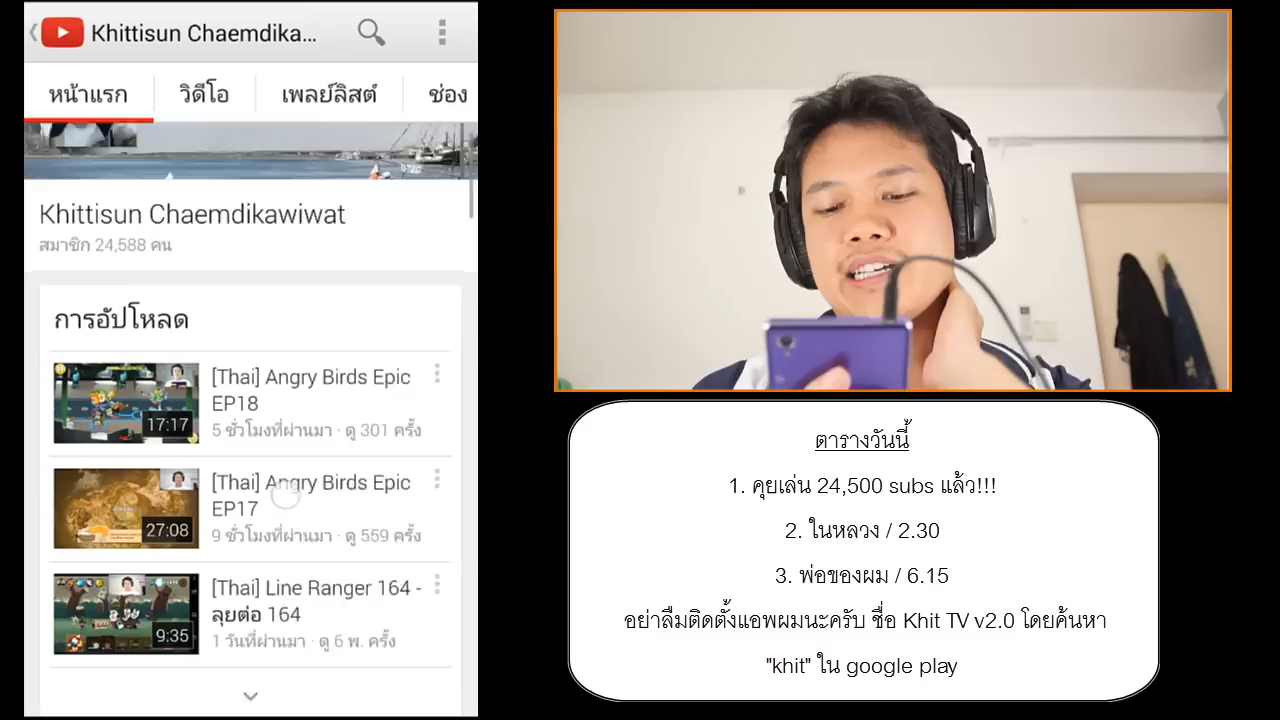 Khittisun Chaemdika...
หน้าแรก
วิดีโอ
เพลย์ลิสต์
ช่อง
Khittisun Chaemdikawiwat
สมาชิก 24,588 คน
การอัปโหลด
[Thai] Angry Birds Epic
EP18
5 ชั่วโมงที่ผ่านมา · ดู 301 ครั้ง
17:17
[Thai] Angry Birds Epic
EP17
9 ชั่วโมงที่ผ่านมา · ดู 559 ครั้ง
27:08
[Thai] Line Ranger 164 -
ลุยต่อ 164
1 วันที่ผ่านมา · ดู 6 พ. ครั้ง
9:35
ตารางวันนี้
1. คุยเล่น 24,500 subs แล้ว!!!
2. ในหลวง / 2.30
3. พ่อของผม / 6.15
อย่าลืมติดตั้งแอพผมนะครับ ชื่อ Khit TV v2.0 โดยค้นหา
"khit" ใน google play